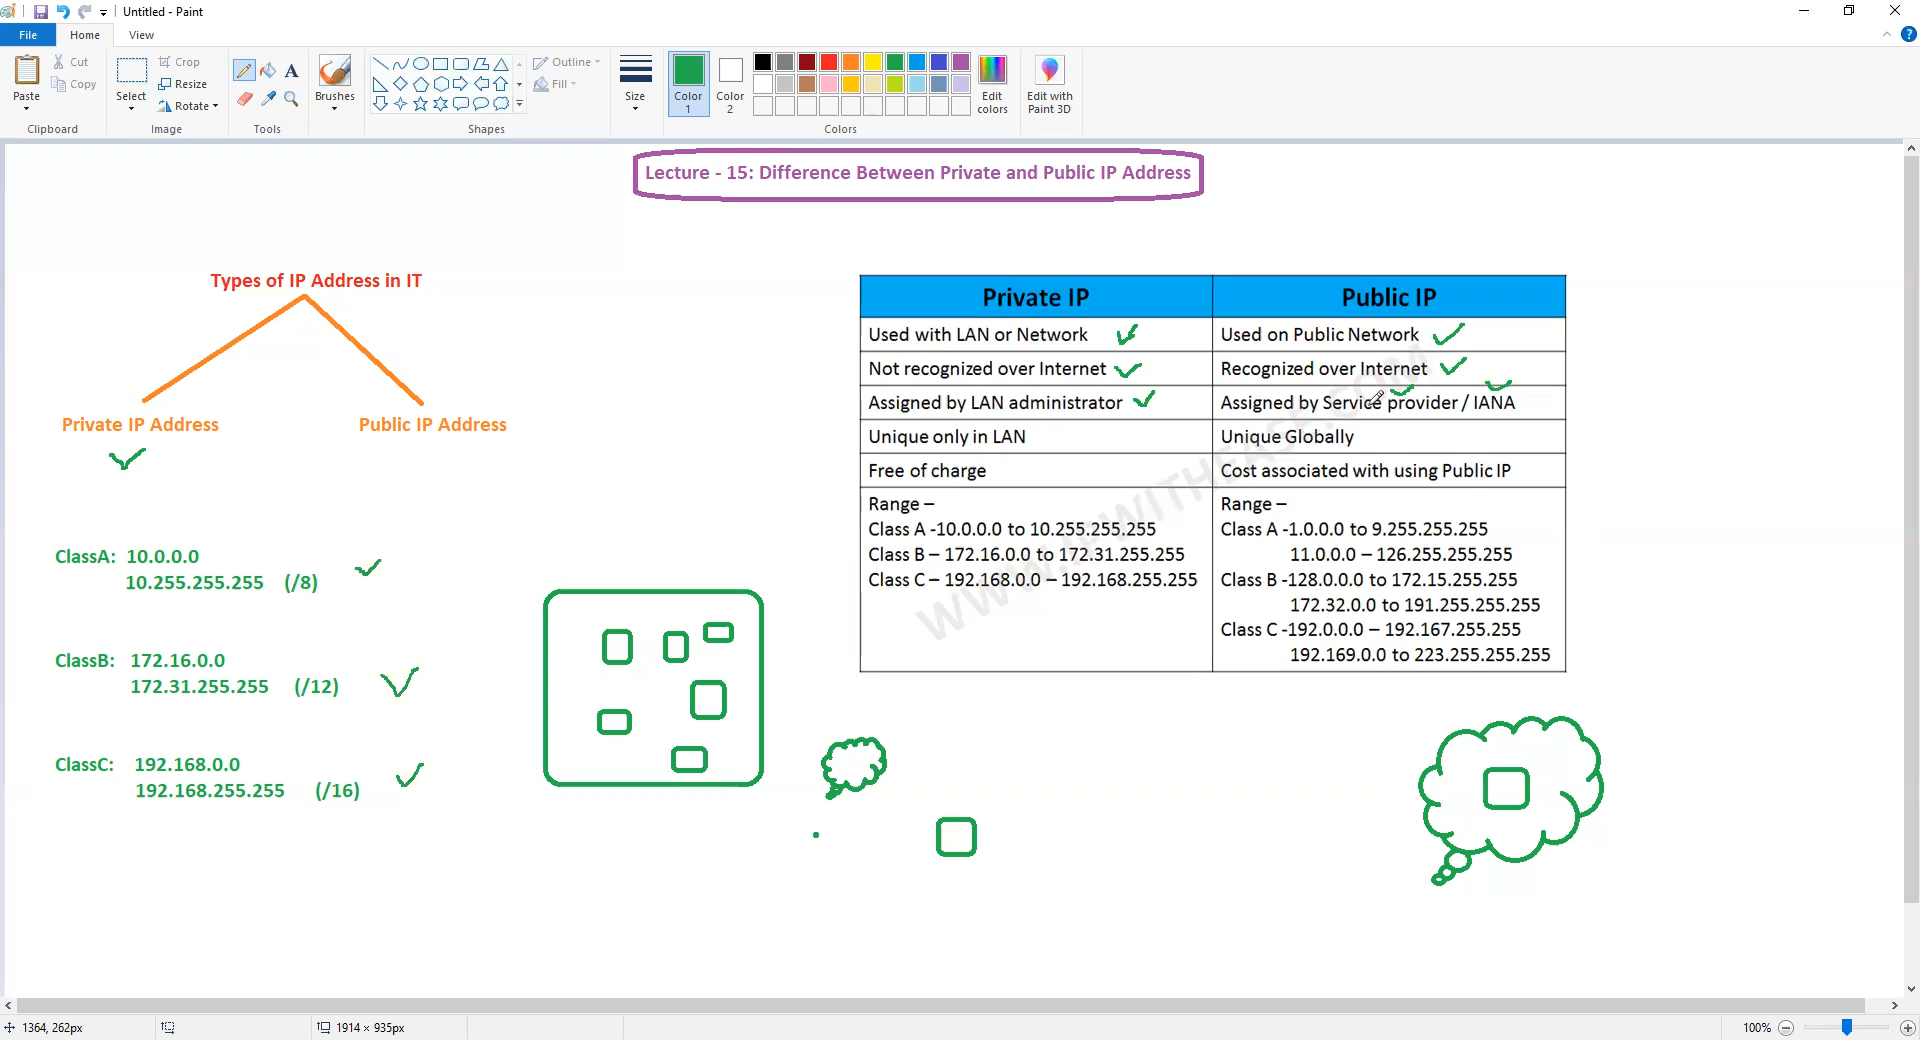 Untitled - Paint
File Home View
Paste
Cut
Copy
Clipboard
Select
Crop
Resize
Rotate
Image
Tools
Brushes
Shapes
Outline
Fill
Size
Color 1
Color 2
Colors
Edit colors
Edit with Paint 3D
Lecture - 15: Difference Between Private and Public IP Address
Types of IP Address in IT
Private IP Address
Public IP Address
ClassA: 10.0.0.0
10.255.255.255 (/8)
ClassB: 172.16.0.0
172.31.255.255 (/12)
ClassC: 192.168.0.0
192.168.255.255 (/16)
Private IP
Public IP
Used with LAN or Network
Used on Public Network
Not recognized over Internet
Recognized over Internet
Assigned by LAN administrator
Assigned by Service provider / IANA
Unique only in LAN
Unique Globally
Free of charge
Cost associated with using Public IP
Range –
Class A -10.0.0.0 to 10.255.255.255
Class B – 172.16.0.0 to 172.31.255.255
Class C – 192.168.0.0 – 192.168.255.255
Range –
Class A -1.0.0.0 to 9.255.255.255
11.0.0.0 – 126.255.255.255
Class B -128.0.0.0 to 172.15.255.255
172.32.0.0 to 191.255.255.255
Class C -192.0.0.0 – 192.167.255.255
192.169.0.0 to 223.255.255.255
WWW.IPWITHEASE.COM
1364, 262px
1914 × 935px
100%